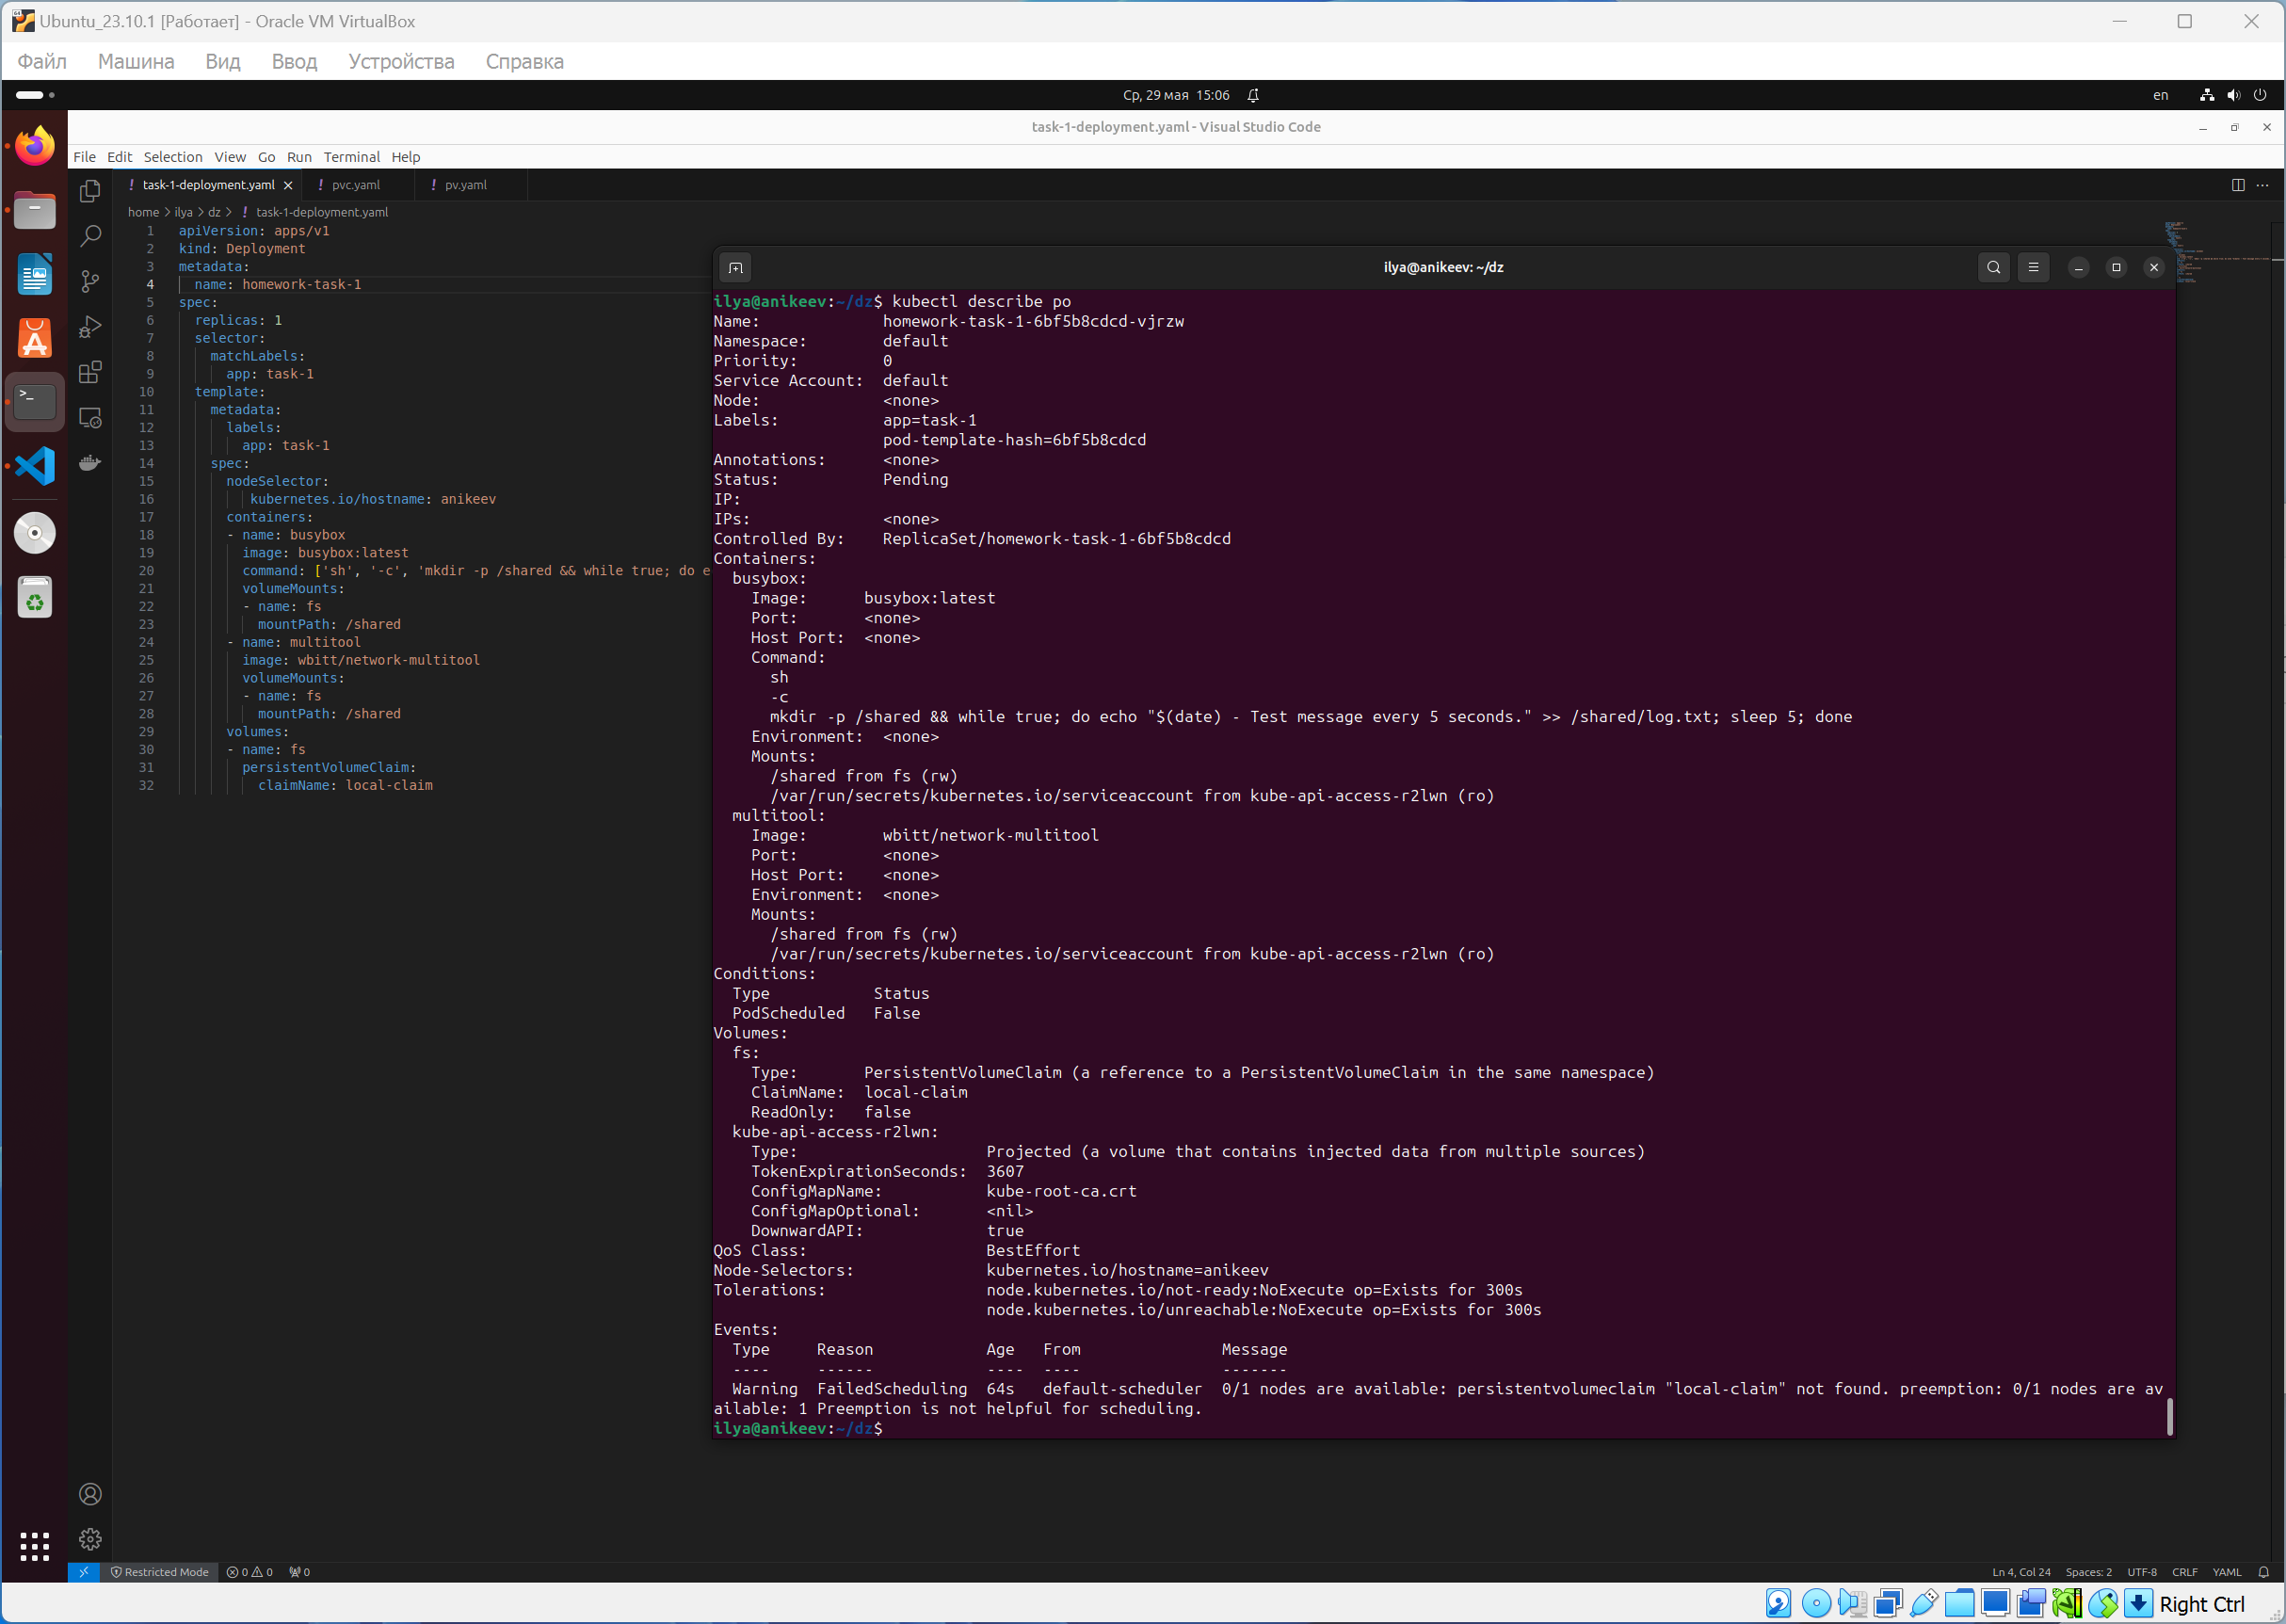 Ubuntu_23.10.1 [Работает] - Oracle VM VirtualBox
Файл Машина Вид Ввод Устройства Справка
Ср, 29 мая 15:06
en
task-1-deployment.yaml - Visual Studio Code
File Edit Selection View Go Run Terminal Help
! task-1-deployment.yaml ! pvc.yaml ! pv.yaml
home > ilya > dz > ! task-1-deployment.yaml
1 apiVersion: apps/v1
2 kind: Deployment
3 metadata:
4 name: homework-task-1
5 spec:
6 replicas: 1
7 selector:
8 matchLabels:
9 app: task-1
10 template:
11 metadata:
12 labels:
13 app: task-1
14 spec:
15 nodeSelector:
16 kubernetes.io/hostname: anikeev
17 containers:
18 - name: busybox
19 image: busybox:latest
20 command: ['sh', '-c', 'mkdir -p /shared && while true; do e
21 volumeMounts:
22 - name: fs
23 mountPath: /shared
24 - name: multitool
25 image: wbitt/network-multitool
26 volumeMounts:
27 - name: fs
28 mountPath: /shared
29 volumes:
30 - name: fs
31 persistentVolumeClaim:
32 claimName: local-claim
ilya@anikeev: ~/dz
ilya@anikeev:~/dz$ kubectl describe po
Name: homework-task-1-6bf5b8cdcd-vjrzw
Namespace: default
Priority: 0
Service Account: default
Node: <none>
Labels: app=task-1
pod-template-hash=6bf5b8cdcd
Annotations: <none>
Status: Pending
IP:
IPs: <none>
Controlled By: ReplicaSet/homework-task-1-6bf5b8cdcd
Containers:
busybox:
Image: busybox:latest
Port: <none>
Host Port: <none>
Command:
sh
-c
mkdir -p /shared && while true; do echo "$(date) - Test message every 5 seconds." >> /shared/log.txt; sleep 5; done
Environment: <none>
Mounts:
/shared from fs (rw)
/var/run/secrets/kubernetes.io/serviceaccount from kube-api-access-r2lwn (ro)
multitool:
Image: wbitt/network-multitool
Port: <none>
Host Port: <none>
Environment: <none>
Mounts:
/shared from fs (rw)
/var/run/secrets/kubernetes.io/serviceaccount from kube-api-access-r2lwn (ro)
Conditions:
Type Status
PodScheduled False
Volumes:
fs:
Type: PersistentVolumeClaim (a reference to a PersistentVolumeClaim in the same namespace)
ClaimName: local-claim
ReadOnly: false
kube-api-access-r2lwn:
Type: Projected (a volume that contains injected data from multiple sources)
TokenExpirationSeconds: 3607
ConfigMapName: kube-root-ca.crt
ConfigMapOptional: <nil>
DownwardAPI: true
QoS Class: BestEffort
Node-Selectors: kubernetes.io/hostname=anikeev
Tolerations: node.kubernetes.io/not-ready:NoExecute op=Exists for 300s
node.kubernetes.io/unreachable:NoExecute op=Exists for 300s
Events:
Type Reason Age From Message
---- ------ ---- ---- -------
Warning FailedScheduling 64s default-scheduler 0/1 nodes are available: persistentvolumeclaim "local-claim" not found. preemption: 0/1 nodes are av
ailable: 1 Preemption is not helpful for scheduling.
ilya@anikeev:~/dz$
Restricted Mode 0 0 0
Ln 4, Col 24 Spaces: 2 UTF-8 CRLF YAML
Right Ctrl